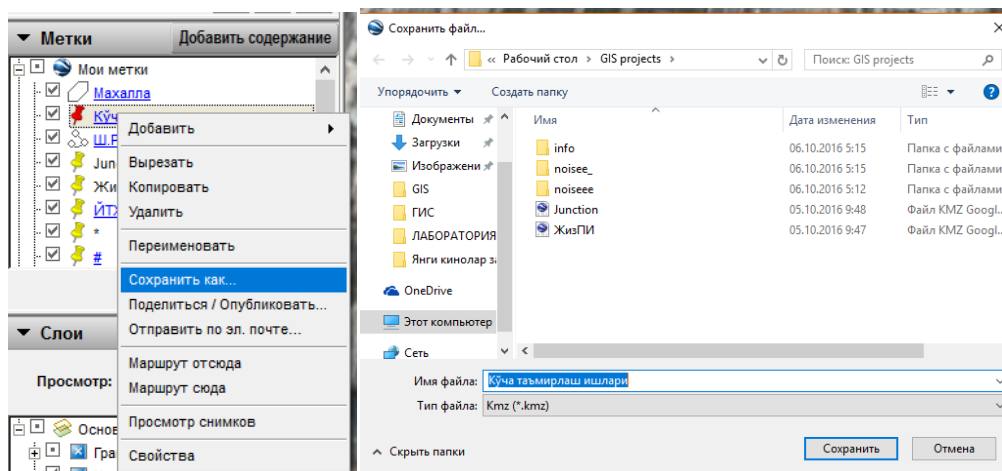 Метки
Добавить содержание
Мои метки
Махалла
Кўч
Ш.Р
Jun
Жи
ЙТХ
*
#
Добавить
Вырезать
Копировать
Удалить
Переименовать
Сохранить как...
Поделиться / Опубликовать...
Отправить по эл. почте...
Маршрут отсюда
Маршрут сюда
Просмотр снимков
Свойства
Слои
Просмотр:
Основ
Гра
Сохранить файл...
« Рабочий стол › GIS projects ›
Поиск: GIS projects
Упорядочить
Создать папку
Документы
Загрузки
Изображени
GIS
ГИС
ЛАБОРАТОРИЯ
Янги кинолар за
OneDrive
Этот компьютер
Сеть
Имя Дата изменения Тип
info 06.10.2016 5:15 Папка с файлами
noisee_ 06.10.2016 5:15 Папка с файлами
noiseee 06.10.2016 5:12 Папка с файлами
Junction 05.10.2016 9:48 Файл KMZ Googl...
ЖизПИ 05.10.2016 9:47 Файл KMZ Googl...
Имя файла: Кўча таъмирлаш ишлари
Тип файла: Kmz (*.kmz)
Скрыть папки
Сохранить
Отмена